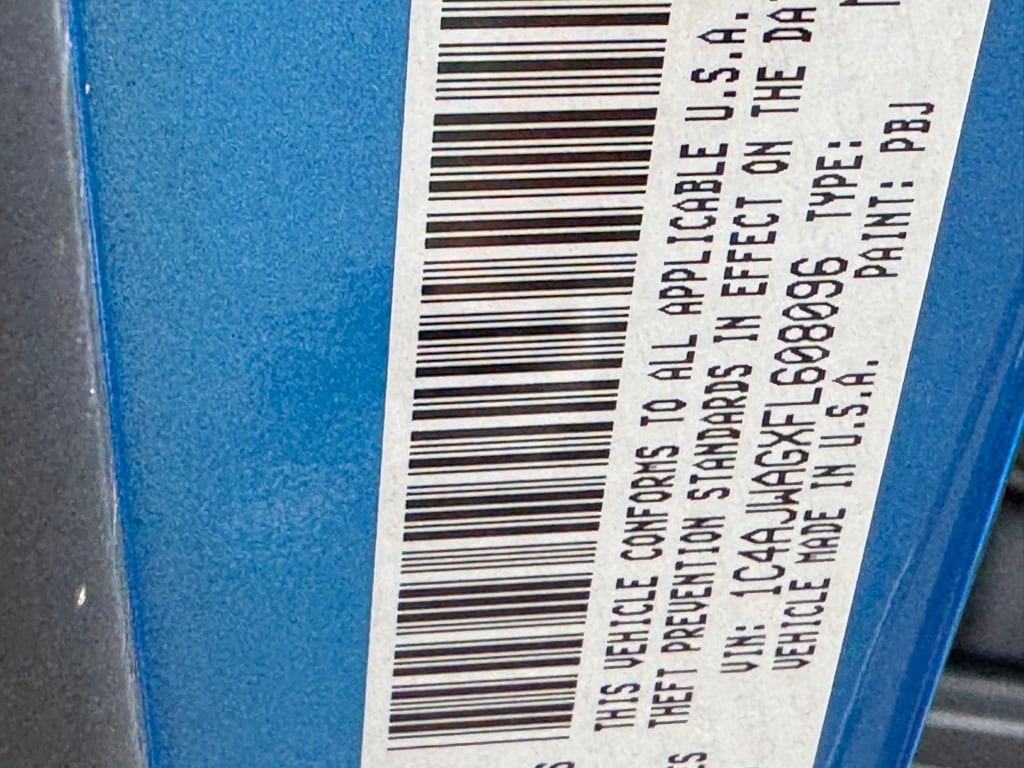 THIS VEHICLE CONFORMS TO ALL APPLICABLE U.S.A.
THEFT PREVENTION STANDARDS IN EFFECT ON THE DA
VIN: 1C4AJWAGXFL608096 TYPE:
VEHICLE MADE IN U.S.A. PAINT: PBJ